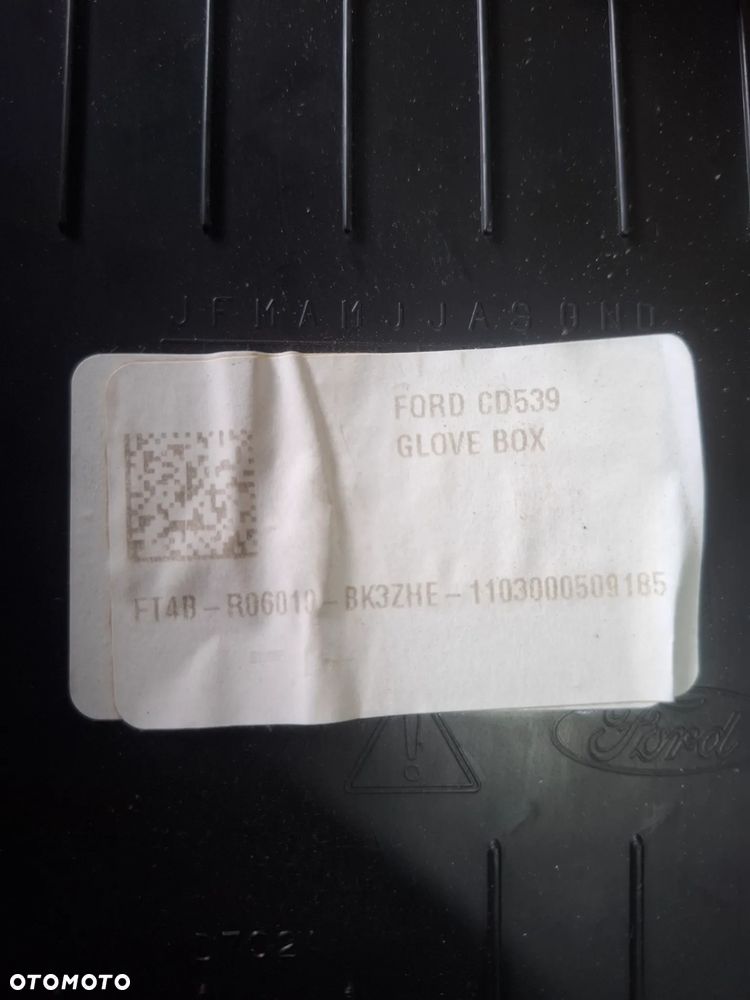 JFMAMJJASOND
FORD CD539
GLOVE BOX
FT4B-R06010-BK3ZHE-1103000509185
Ford
OTOMOTO